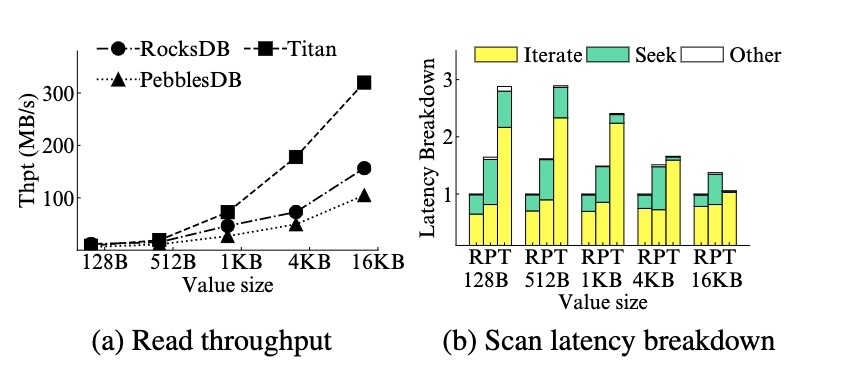 RocksDB Titan
PebblesDB
300
200
100
Thpt (MB/s)
128B 512B 1KB 4KB 16KB
Value size
(a) Read throughput
Iterate Seek Other
3
2
1
Latency Breakdown
RPT RPT RPT RPT RPT
128B 512B 1KB 4KB 16KB
Value size
(b) Scan latency breakdown